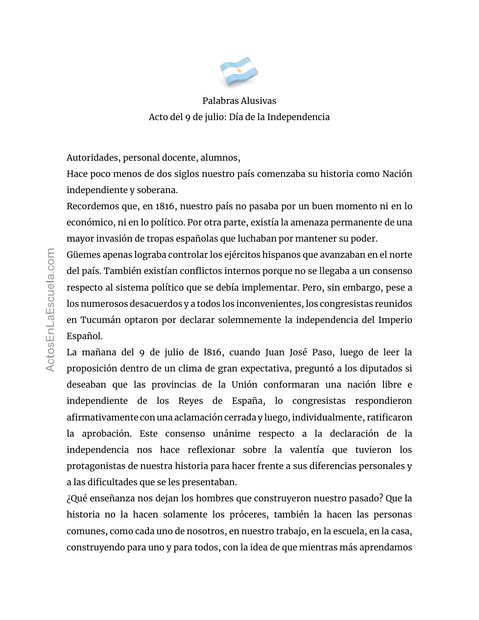 Palabras Alusivas
Acto del 9 de julio: Día de la Independencia
Autoridades, personal docente, alumnos,
Hace poco menos de dos siglos nuestro país comenzaba su historia como Nación
independiente y soberana.
Recordemos que, en 1816, nuestro país no pasaba por un buen momento ni en lo
económico, ni en lo político. Por otra parte, existía la amenaza permanente de una
mayor invasión de tropas españolas que luchaban por mantener su poder.
Güemes apenas lograba controlar los ejércitos hispanos que avanzaban en el norte
del país. También existían conflictos internos porque no se llegaba a un consenso
respecto al sistema político que se debía implementar. Pero, sin embargo, pese a
los numerosos desacuerdos y a todos los inconvenientes, los congresistas reunidos
en Tucumán optaron por declarar solemnemente la independencia del Imperio
Español.
La mañana del 9 de julio de l816, cuando Juan José Paso, luego de leer la
proposición dentro de un clima de gran expectativa, preguntó a los diputados si
deseaban que las provincias de la Unión conformaran una nación libre e
independiente de los Reyes de España, lo congresistas respondieron
afirmativamente con una aclamación cerrada y luego, individualmente, ratificaron
la aprobación. Este consenso unánime respecto a la declaración de la
independencia nos hace reflexionar sobre la valentía que tuvieron los
protagonistas de nuestra historia para hacer frente a sus diferencias personales y
a las dificultades que se les presentaban.
¿Qué enseñanza nos dejan los hombres que construyeron nuestro pasado? Que la
historia no la hacen solamente los próceres, también la hacen las personas
comunes, como cada uno de nosotros, en nuestro trabajo, en la escuela, en la casa,
construyendo para uno y para todos, con la idea de que mientras más aprendamos
ActosEnLaEscuela.com